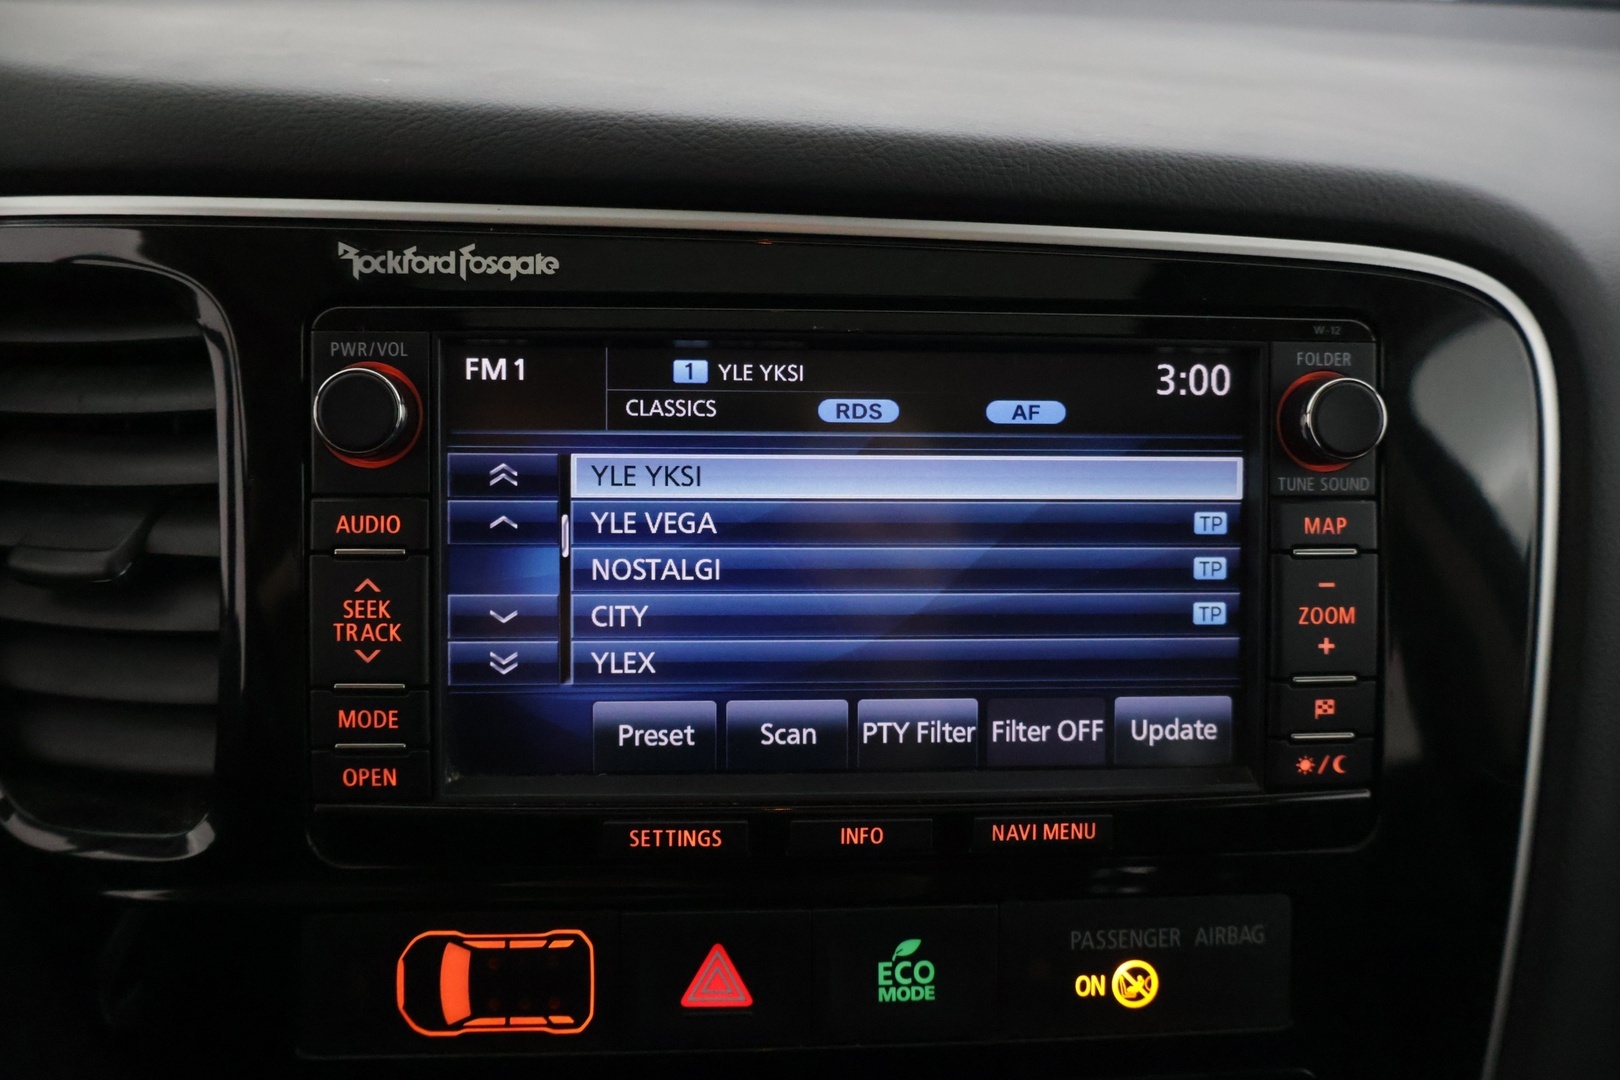 Rockford Fosgate
W-12
PWR/VOL
FM 1
1 YLE YKSI
3:00
FOLDER
CLASSICS
RDS
AF
YLE YKSI
TUNE SOUND
AUDIO
YLE VEGA
TP
MAP
NOSTALGI
TP
SEEK
TRACK
CITY
TP
ZOOM
YLEX
MODE
Preset
Scan
PTY Filter
Filter OFF
Update
OPEN
SETTINGS
INFO
NAVI MENU
PASSENGER AIRBAG
ECO
MODE
ON